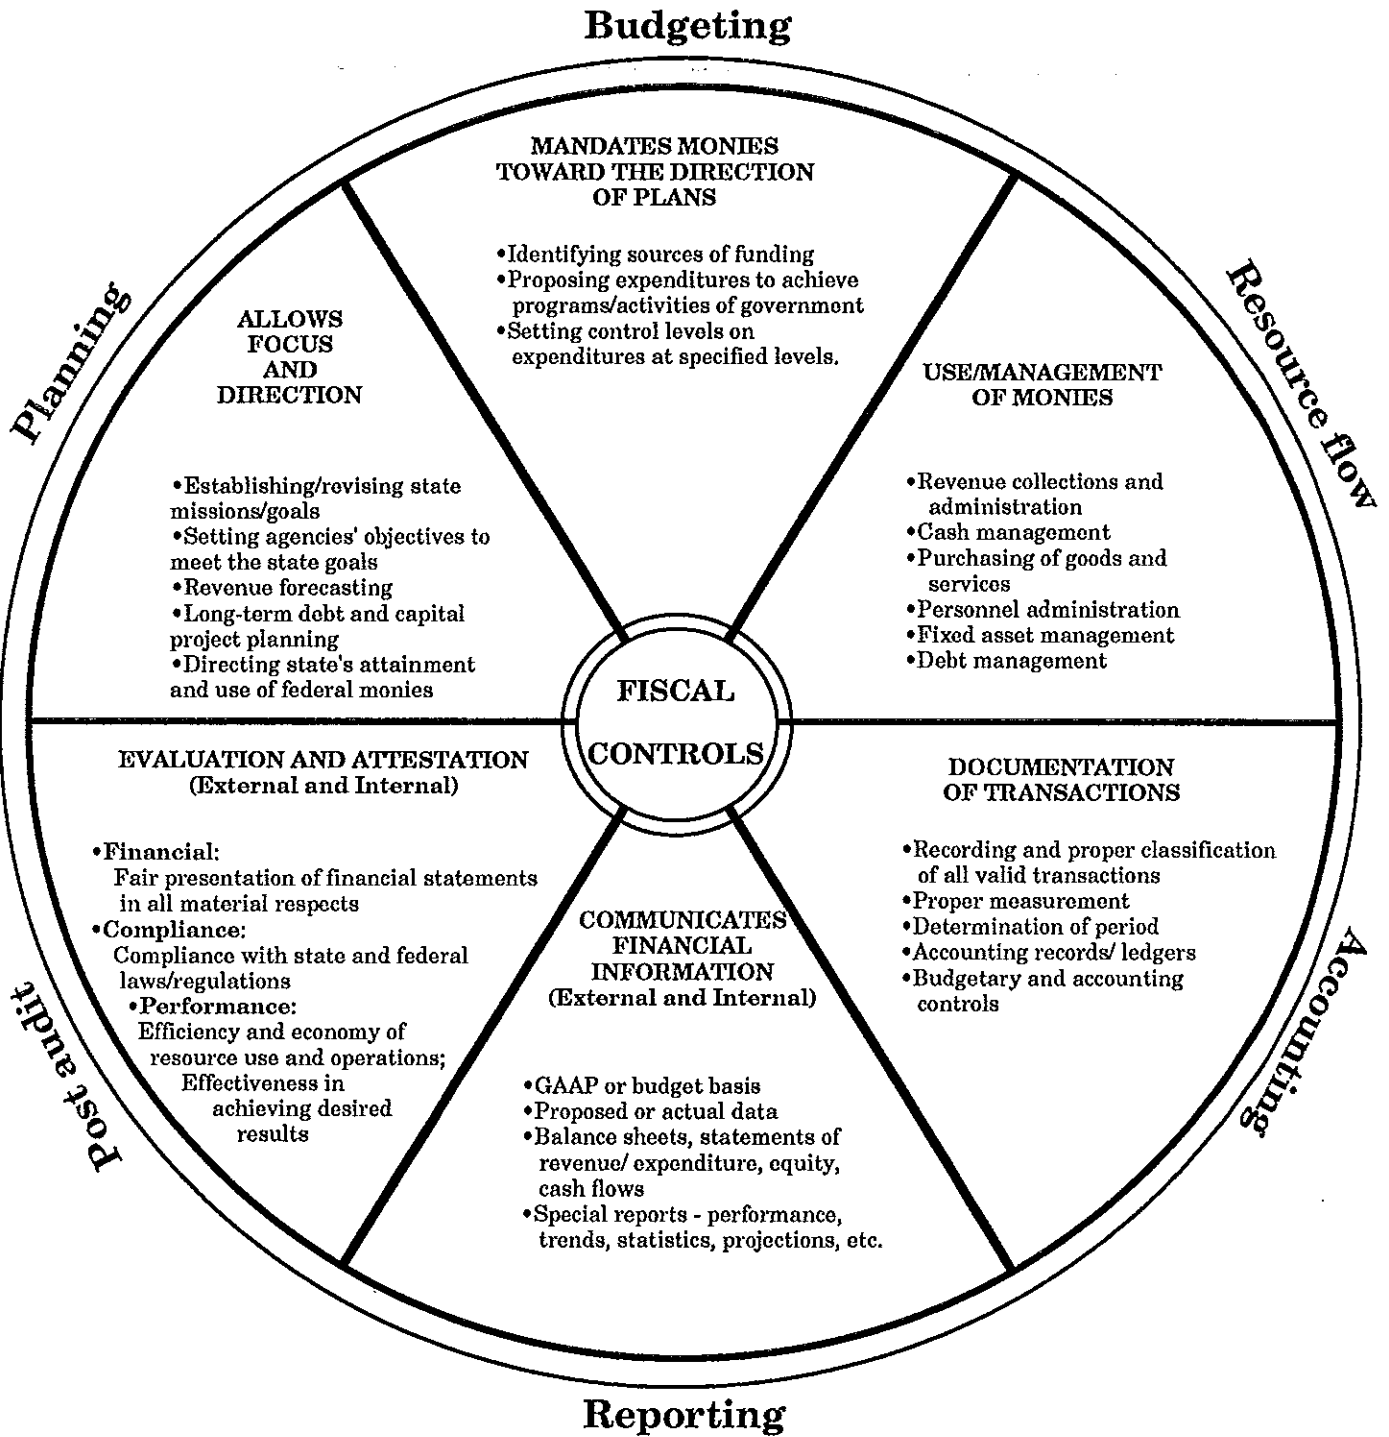 Budgeting
MANDATES MONIES
TOWARD THE DIRECTION
OF PLANS
•Identifying sources of funding
•Proposing expenditures to achieve
programs/activities of government
•Setting control levels on
expenditures at specified levels.
Resource flow
USE/MANAGEMENT
OF MONIES
•Revenue collections and
administration
•Cash management
•Purchasing of goods and
services
•Personnel administration
•Fixed asset management
•Debt management
Accounting
DOCUMENTATION
OF TRANSACTIONS
•Recording and proper classification
of all valid transactions
•Proper measurement
•Determination of period
•Accounting records/ ledgers
•Budgetary and accounting
controls
Reporting
COMMUNICATES
FINANCIAL
INFORMATION
(External and Internal)
•GAAP or budget basis
•Proposed or actual data
•Balance sheets, statements of
revenue/ expenditure, equity,
cash flows
•Special reports - performance,
trends, statistics, projections, etc.
Post audit
EVALUATION AND ATTESTATION
(External and Internal)
•Financial:
Fair presentation of financial statements
in all material respects
•Compliance:
Compliance with state and federal
laws/regulations
•Performance:
Efficiency and economy of
resource use and operations;
Effectiveness in
achieving desired
results
Planning
ALLOWS
FOCUS
AND
DIRECTION
•Establishing/revising state
missions/goals
•Setting agencies' objectives to
meet the state goals
•Revenue forecasting
•Long-term debt and capital
project planning
•Directing state's attainment
and use of federal monies
FISCAL
CONTROLS